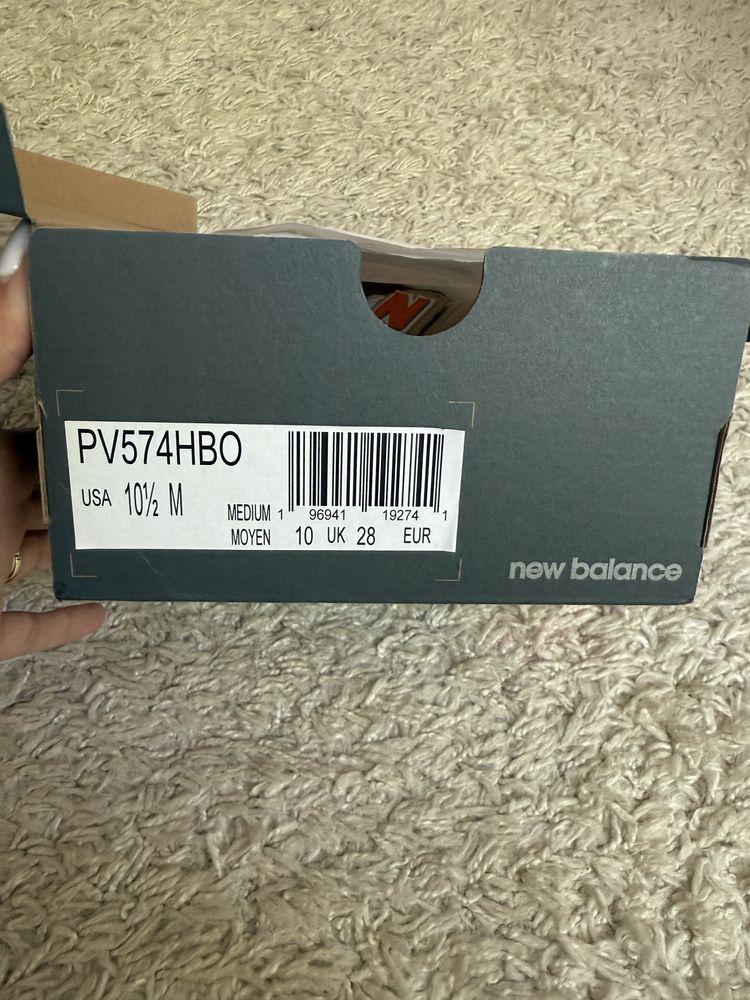 N
PV574HBO
USA 10½ M
MEDIUM 1 96941 19274 1
MOYEN 10 UK 28 EUR
new balance